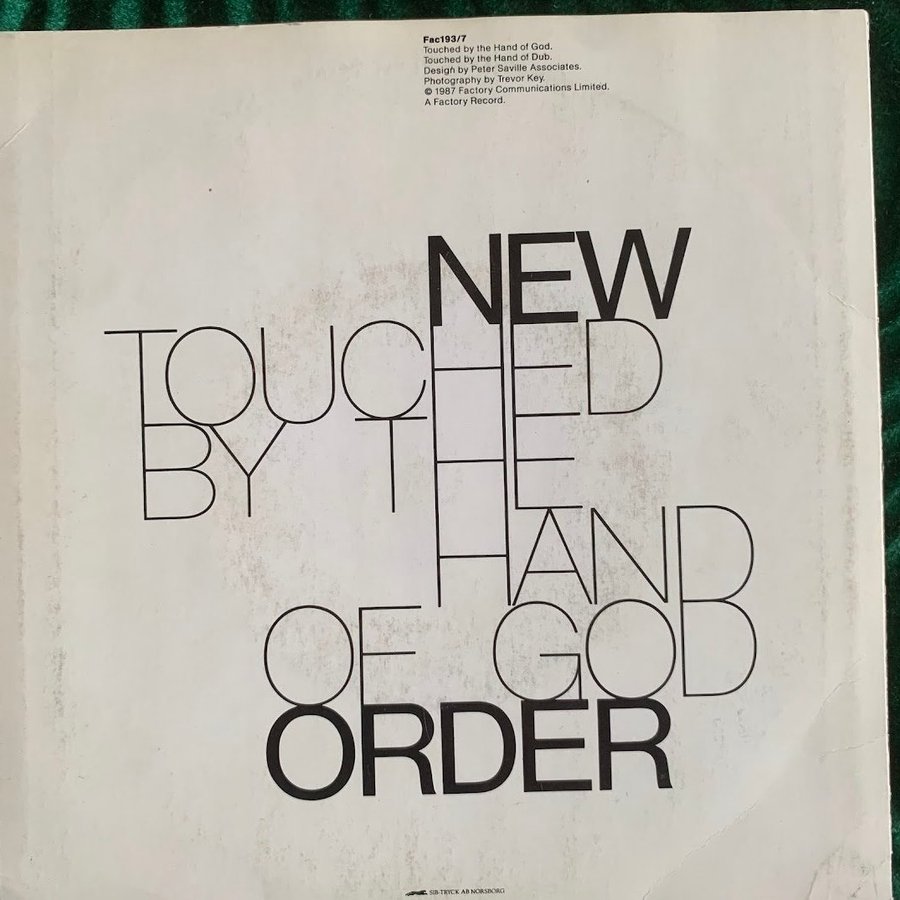 Fac193/7
Touched by the Hand of God.
Touched by the Hand of Dub.
Design by Peter Saville Associates.
Photography by Trevor Key.
© 1987 Factory Communications Limited.
A Factory Record.
NEW
TOUCHED
BY THE
HAND
OF GOD
ORDER
SIB-TRYCK AB NORSBORG